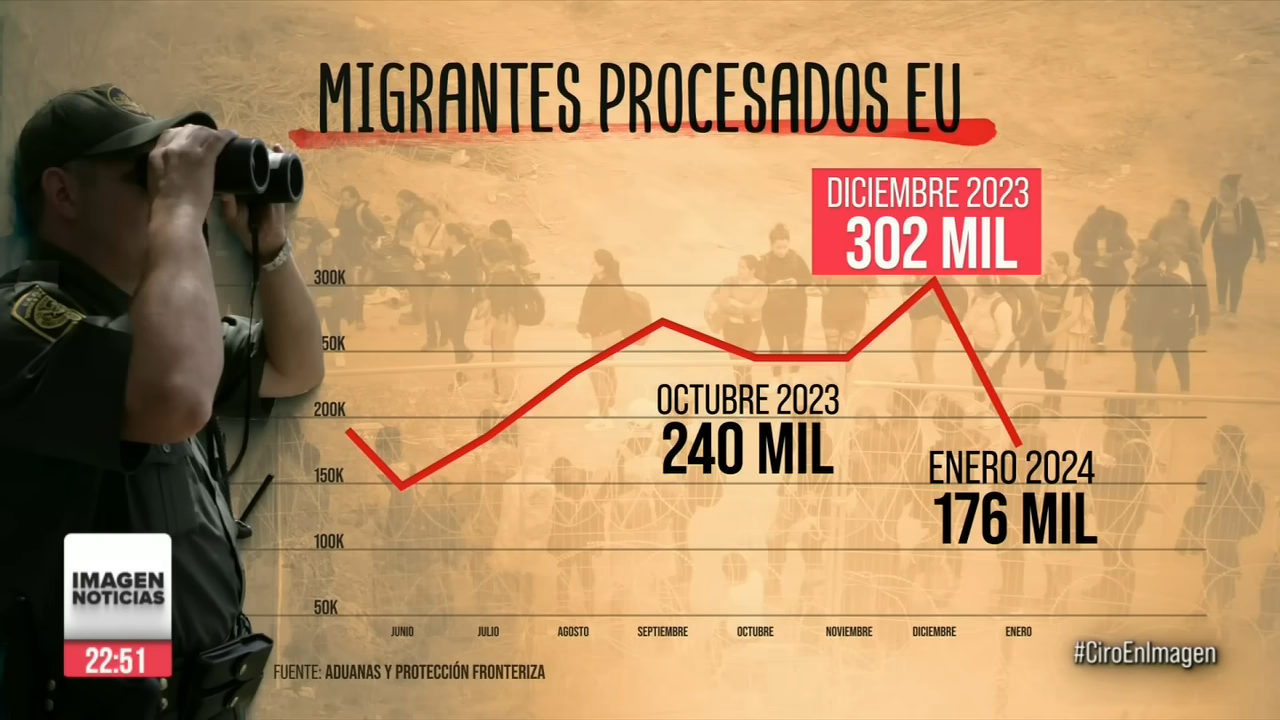 MIGRANTES PROCESADOS EU
DICIEMBRE 2023
302 MIL
300K
250K
OCTUBRE 2023
240 MIL
200K
ENERO 2024
176 MIL
150K
100K
50K
JUNIO JULIO AGOSTO SEPTIEMBRE OCTUBRE NOVIEMBRE DICIEMBRE ENERO
IMAGEN
NOTICIAS
22:51
FUENTE: ADUANAS Y PROTECCIÓN FRONTERIZA
#CiroEnImagen